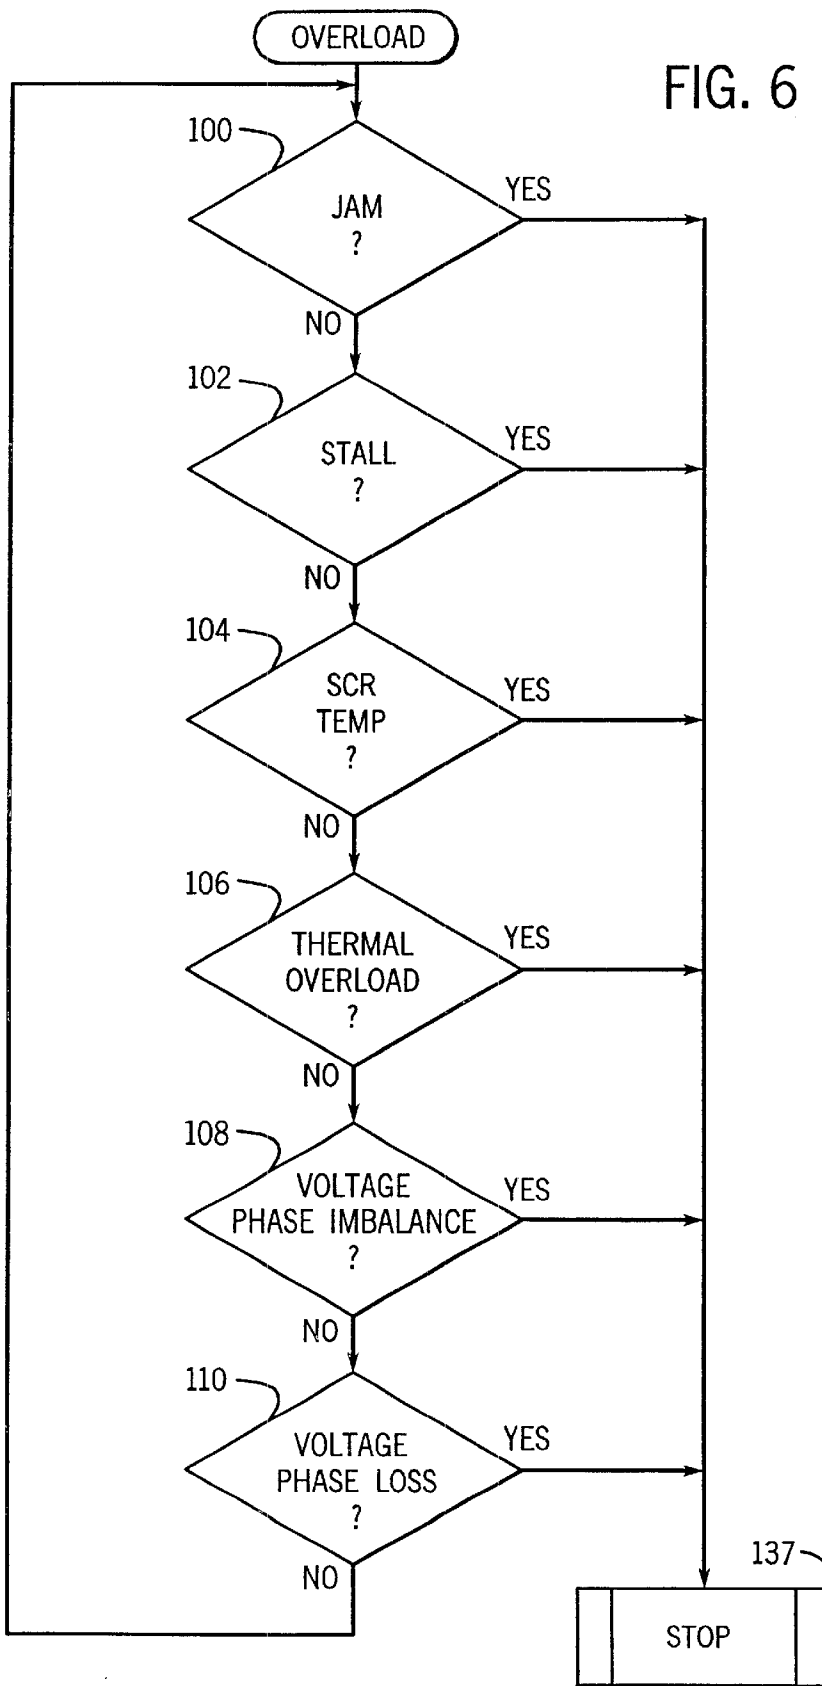 OVERLOAD
FIG. 6
100
JAM
?
YES
NO
102
STALL
?
YES
NO
104
SCR
TEMP
?
YES
NO
106
THERMAL
OVERLOAD
?
YES
NO
108
VOLTAGE
PHASE IMBALANCE
?
YES
NO
110
VOLTAGE
PHASE LOSS
?
YES
NO
137
STOP